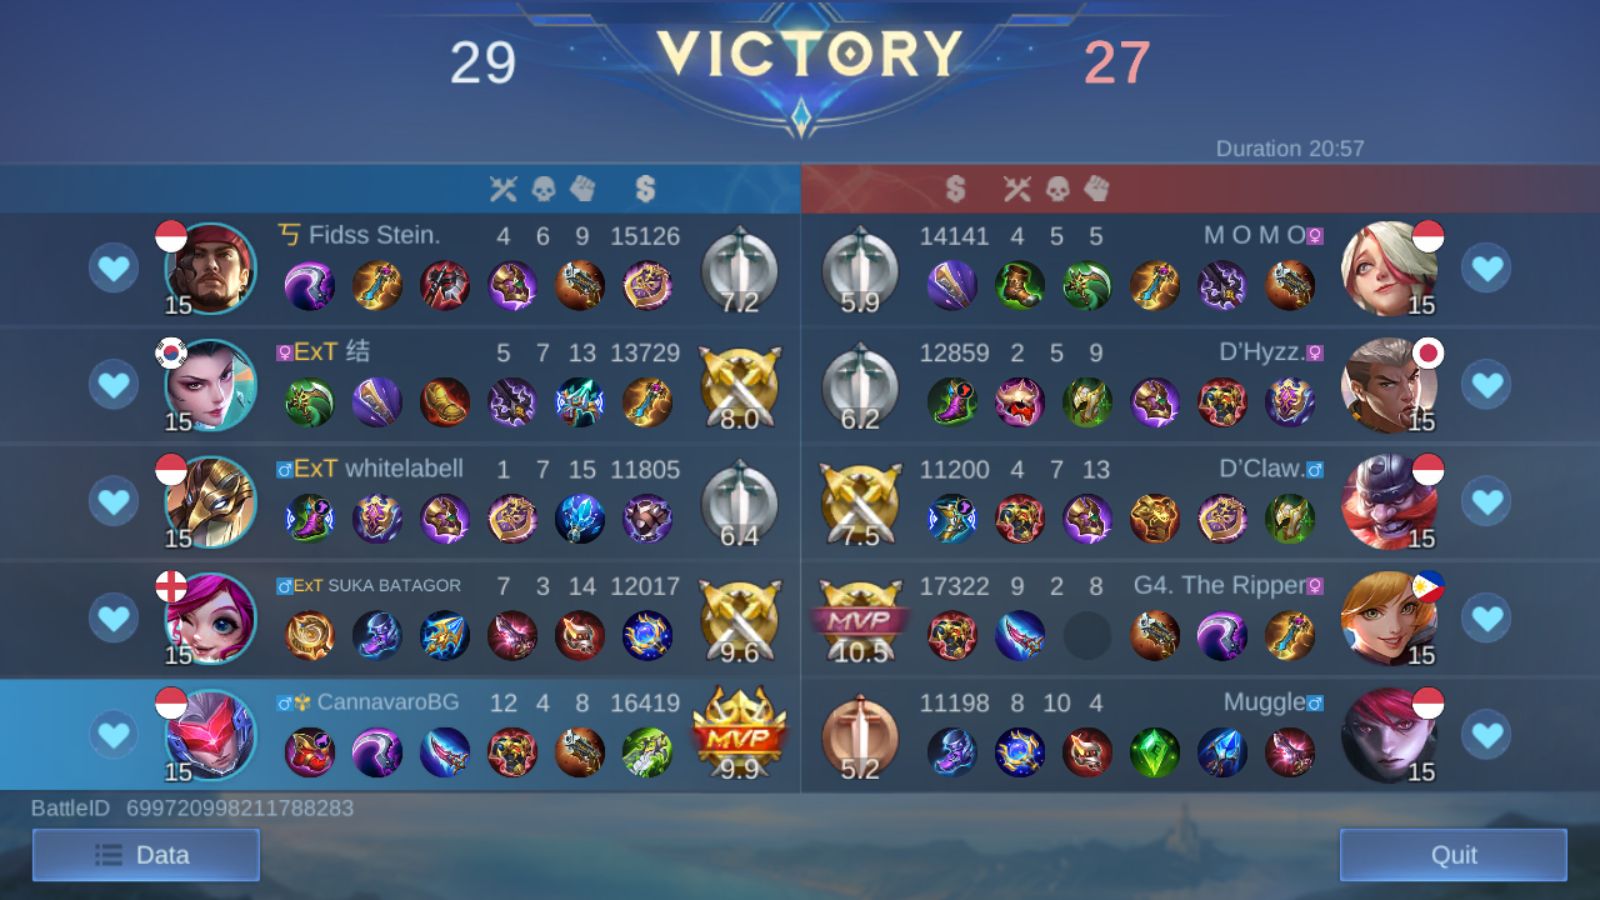 29 VICTORY 27
Duration 20:57
丂 Fidss Stein. 4 6 9 15126
15 7.2
14141 4 5 5 M O M O
5.9 15
ExT 结 5 7 13 13729
15 8.0
12859 2 5 9 D'Hyzz.
6.2 15
ExT whitelabell 1 7 15 11805
15 6.4
11200 4 7 13 D'Claw.
7.5 15
ExT SUKA BATAGOR 7 3 14 12017
15 9.6
17322 9 2 8 G4. The Ripper
MVP
10.5 15
CannavaroBG 12 4 8 16419
MVP
15 9.9
11198 8 10 4 Muggle
5.2 15
BattleID 699720998211788283
Data
Quit